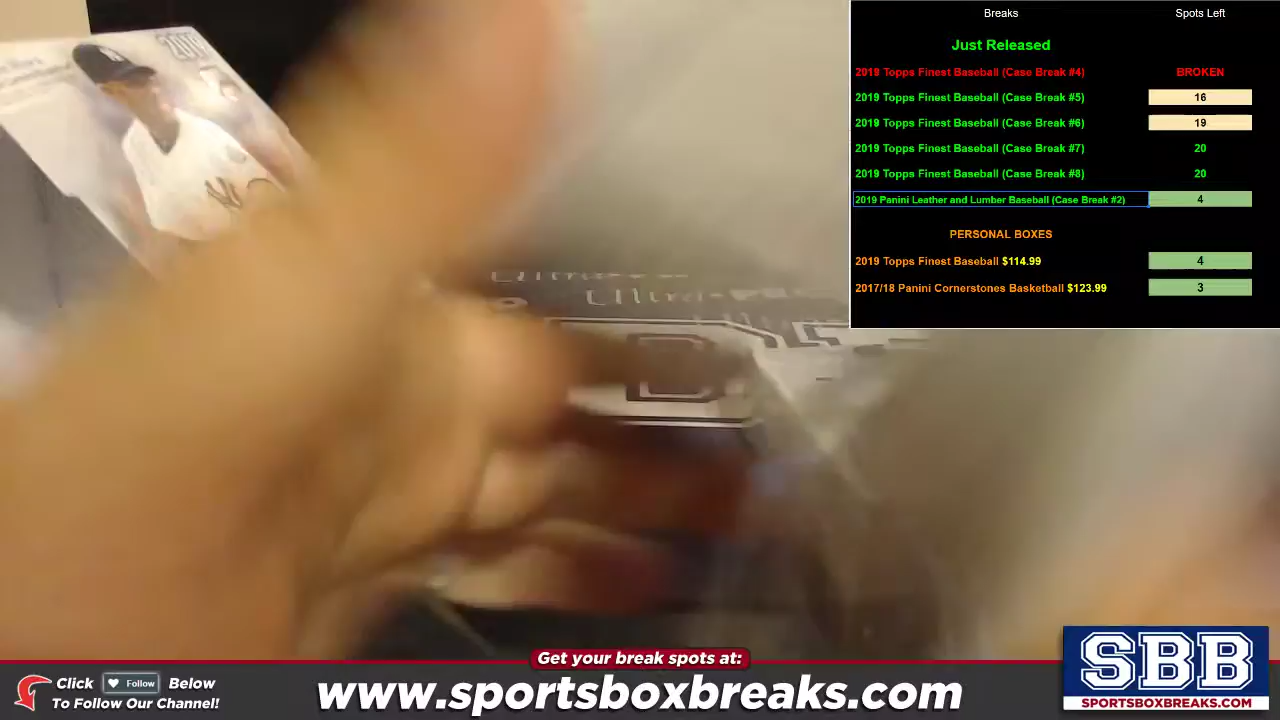 Breaks Spots Left
Just Released
2019 Topps Finest Baseball (Case Break #4) BROKEN
2019 Topps Finest Baseball (Case Break #5) 16
2019 Topps Finest Baseball (Case Break #6) 19
2019 Topps Finest Baseball (Case Break #7) 20
2019 Topps Finest Baseball (Case Break #8) 20
2019 Panini Leather and Lumber Baseball (Case Break #2) 4
PERSONAL BOXES
2019 Topps Finest Baseball $114.99 4
2017/18 Panini Cornerstones Basketball $123.99 3
Get your break spots at:
Click Follow Below
To Follow Our Channel!
www.sportsboxbreaks.com
SBB
SPORTSBOXBREAKS.COM